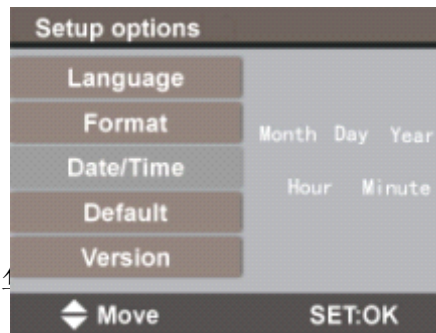 Setup options
Language
Format
Date/Time
Default
Version
Month Day Year
Hour Minute
Move SET:OK